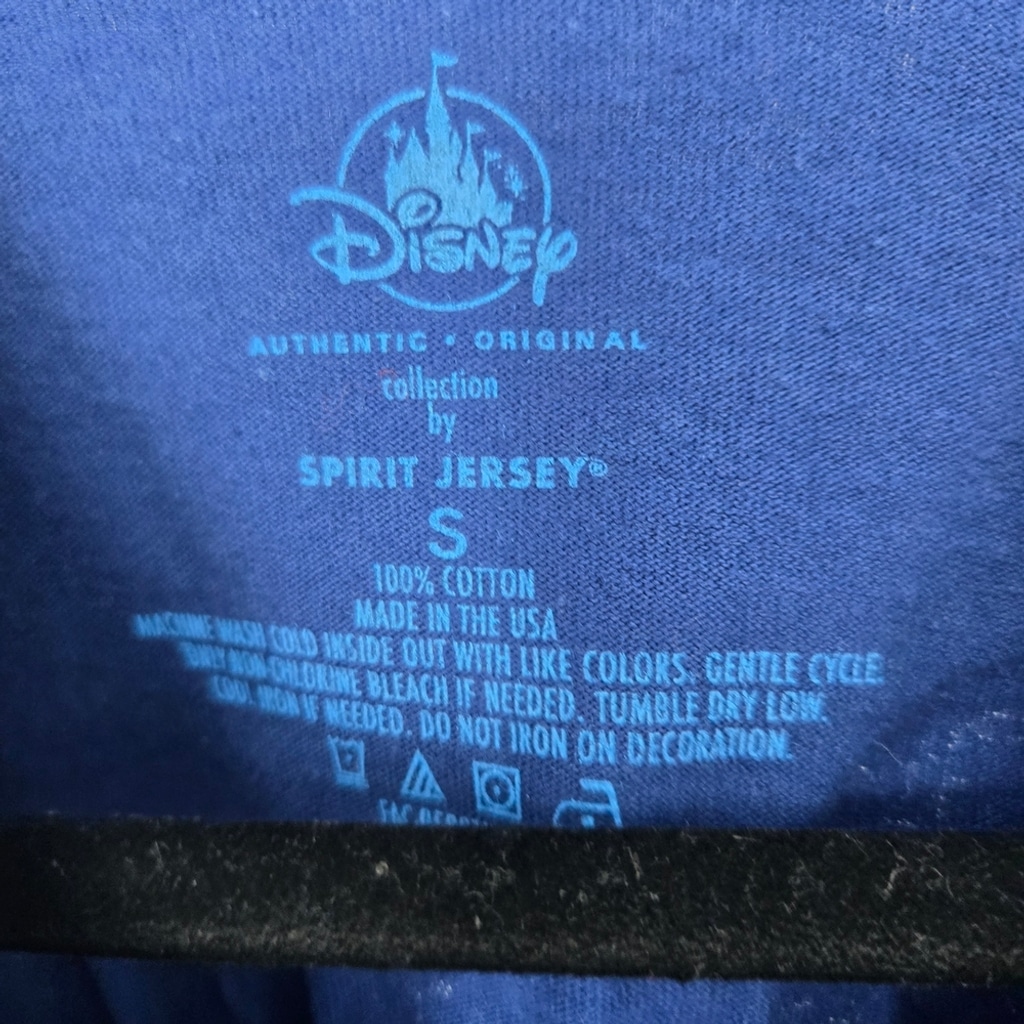 Disney
AUTHENTIC • ORIGINAL
collection
by
SPIRIT JERSEY®
S
100% COTTON
MADE IN THE USA
MACHINE WASH COLD INSIDE OUT WITH LIKE COLORS. GENTLE CYCLE.
ONLY NON-CHLORINE BLEACH IF NEEDED. TUMBLE DRY LOW.
COOL IRON IF NEEDED. DO NOT IRON ON DECORATION.